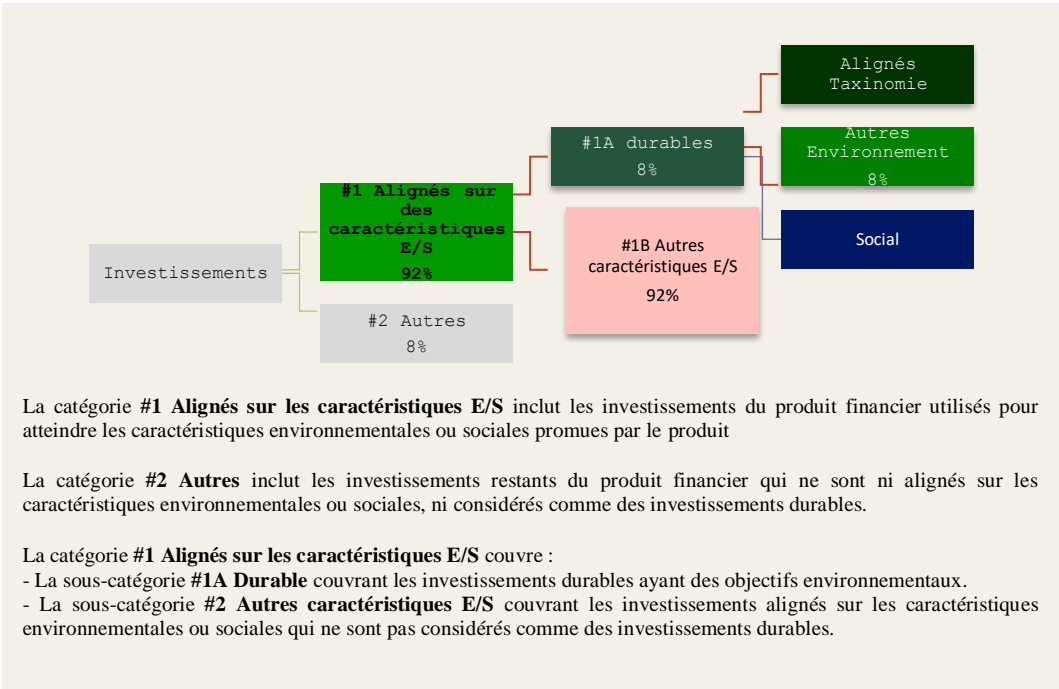 Alignés
Taxinomie
#1A durables
8%
Autres
Environnement
8%
#1 Alignés sur
des
caractéristiques
E/S
92%
#1B Autres
caractéristiques E/S
92%
Social
Investissements
#2 Autres
8%
La catégorie #1 Alignés sur les caractéristiques E/S inclut les investissements du produit financier utilisés pour
atteindre les caractéristiques environnementales ou sociales promues par le produit
La catégorie #2 Autres inclut les investissements restants du produit financier qui ne sont ni alignés sur les
caractéristiques environnementales ou sociales, ni considérés comme des investissements durables.
La catégorie #1 Alignés sur les caractéristiques E/S couvre :
- La sous-catégorie #1A Durable couvrant les investissements durables ayant des objectifs environnementaux.
- La sous-catégorie #2 Autres caractéristiques E/S couvrant les investissements alignés sur les caractéristiques
environnementales ou sociales qui ne sont pas considérés comme des investissements durables.